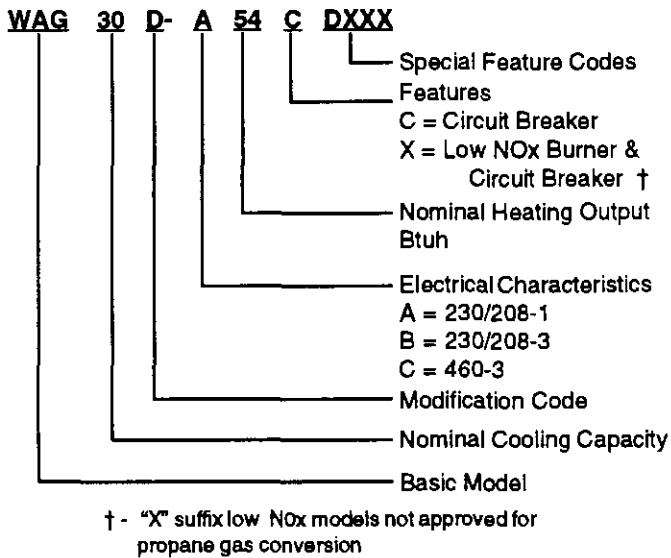 WAG 30 D- A 54 C DXXX
Special Feature Codes
Features
C = Circuit Breaker
X = Low NOx Burner &
Circuit Breaker †
Nominal Heating Output
Btuh
Electrical Characteristics
A = 230/208-1
B = 230/208-3
C = 460-3
Modification Code
Nominal Cooling Capacity
Basic Model
† - "X" suffix low NOx models not approved for
propane gas conversion